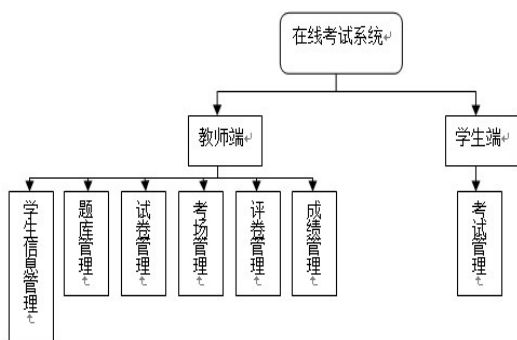 在线考试系统
教师端
学生端
学生信息管理
题库管理
试卷管理
考场管理
评卷管理
成绩管理
考试管理